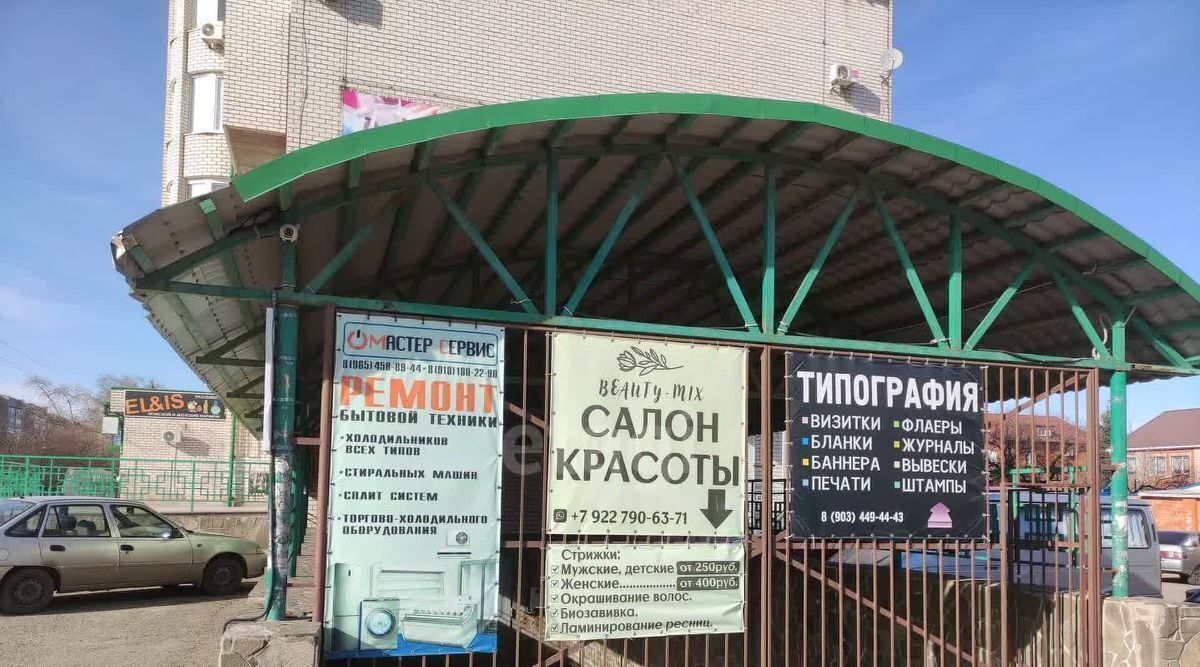 EL&IS
МАСТЕР СЕРВИС
8(965)458-89-44 - 8(918)180-22-98
РЕМОНТ
БЫТОВОЙ ТЕХНИКИ
•ХОЛОДИЛЬНИКОВ
ВСЕХ ТИПОВ
•СТИРАЛЬНЫХ МАШИН
•СПЛИТ СИСТЕМ
•ТОРГОВО-ХОЛОДИЛЬНОГО
ОБОРУДОВАНИЯ
BEAUTY-MIX
САЛОН
КРАСОТЫ
+7 922 790-63-71
Стрижки:
Мужские, детские от 250руб.
Женские............... от 400руб.
Окрашивание волос.
Биозавивка.
Ламинирование ресниц.
ТИПОГРАФИЯ
ВИЗИТКИ
БЛАНКИ
БАННЕРА
ПЕЧАТИ
ФЛАЕРЫ
ЖУРНАЛЫ
ВЫВЕСКИ
ШТАМПЫ
8 (903) 449-44-43